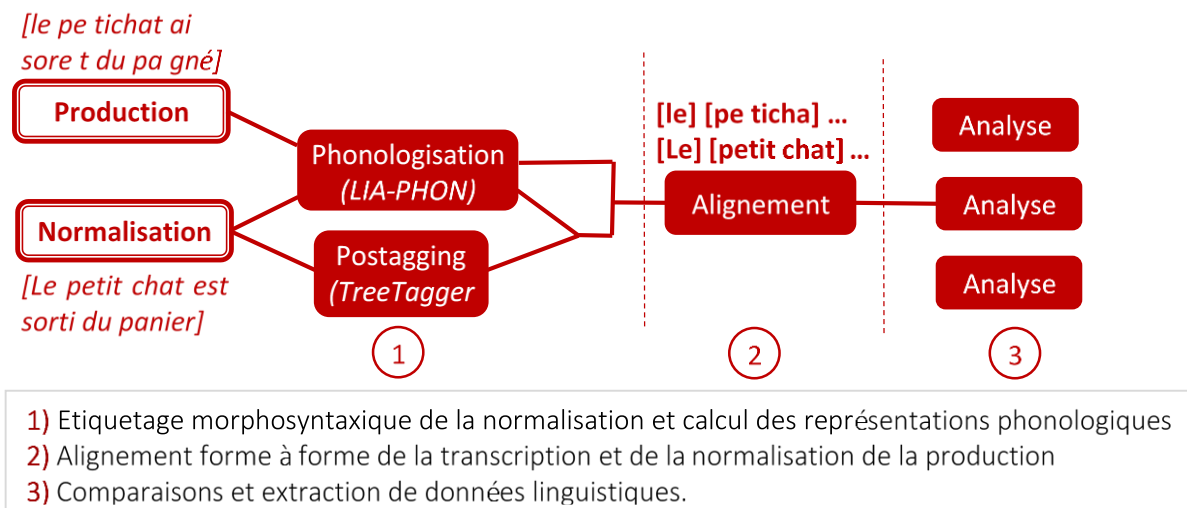 [le pe tichat ai
sore t du pa gné]
Production
Normalisation
[Le petit chat est
sorti du panier]
Phonologisation
(LIA-PHON)
Postagging
(TreeTagger
1
[le] [pe ticha] ...
[Le] [petit chat] ...
Alignement
2
Analyse
Analyse
Analyse
3
1) Etiquetage morphosyntaxique de la normalisation et calcul des représentations phonologiques
2) Alignement forme à forme de la transcription et de la normalisation de la production
3) Comparaisons et extraction de données linguistiques.